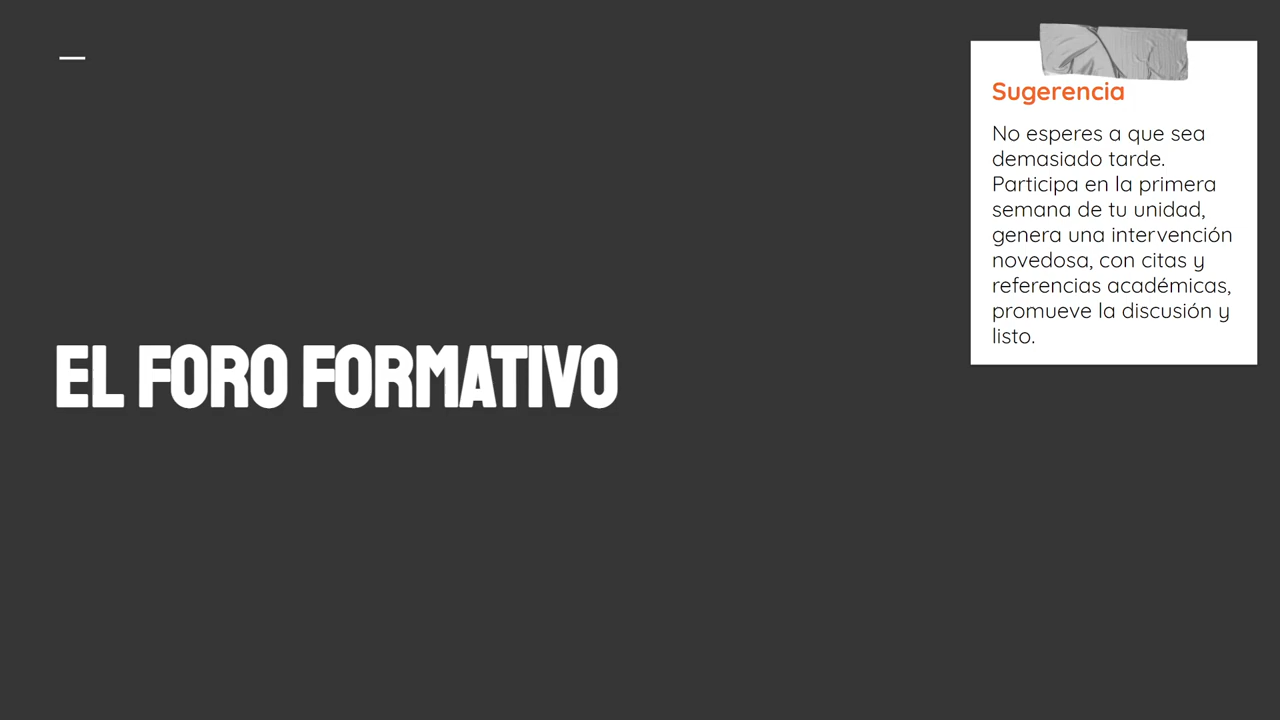 EL FORO FORMATIVO
Sugerencia
No esperes a que sea
demasiado tarde.
Participa en la primera
semana de tu unidad,
genera una intervención
novedosa, con citas y
referencias académicas,
promueve la discusión y
listo.